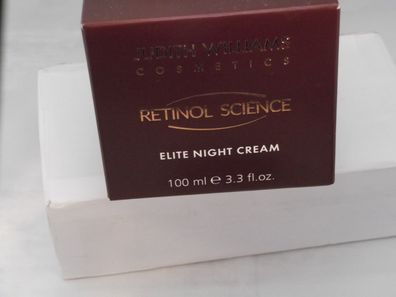 JUDITH WILLIAMS
COSMETICS
RETINOL SCIENCE
ELITE NIGHT CREAM
100 ml ℮ 3.3 fl.oz.